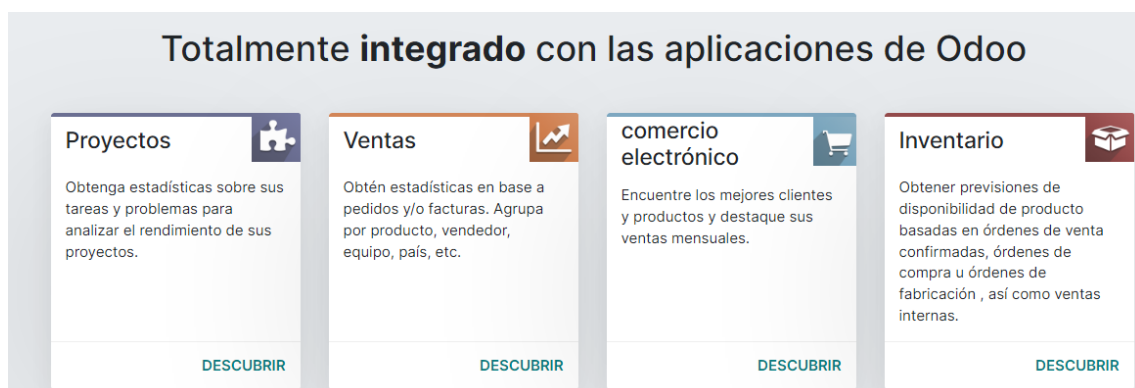 Totalmente integrado con las aplicaciones de Odoo
Proyectos
Obtenga estadísticas sobre sus
tareas y problemas para
analizar el rendimiento de sus
proyectos.
DESCUBRIR
Ventas
Obtén estadísticas en base a
pedidos y/o facturas. Agrupa
por producto, vendedor,
equipo, país, etc.
DESCUBRIR
comercio
electrónico
Encuentre los mejores clientes
y productos y destaque sus
ventas mensuales.
DESCUBRIR
Inventario
Obtener previsiones de
disponibilidad de producto
basadas en órdenes de venta
confirmadas, órdenes de
compra u órdenes de
fabricación , así como ventas
internas.
DESCUBRIR